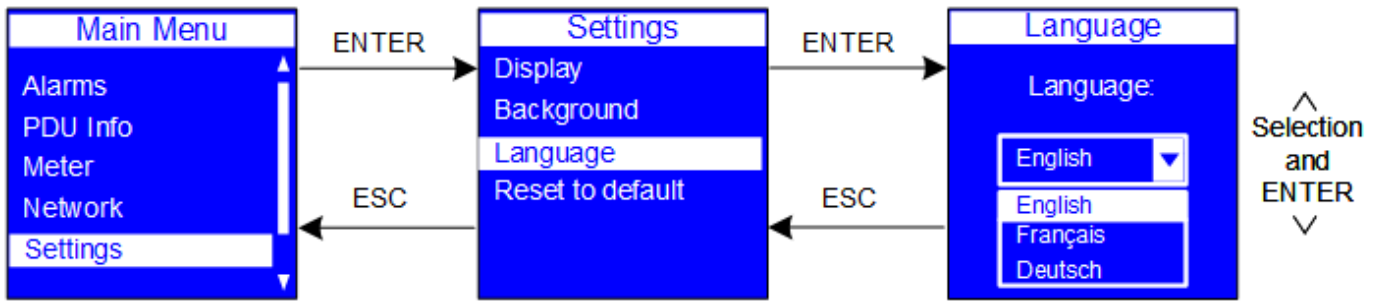 Main Menu
Alarms
PDU Info
Meter
Network
Settings
ENTER
ESC
Settings
Display
Background
Language
Reset to default
ENTER
ESC
Language
Language:
English
English
Français
Deutsch
Selection
and
ENTER